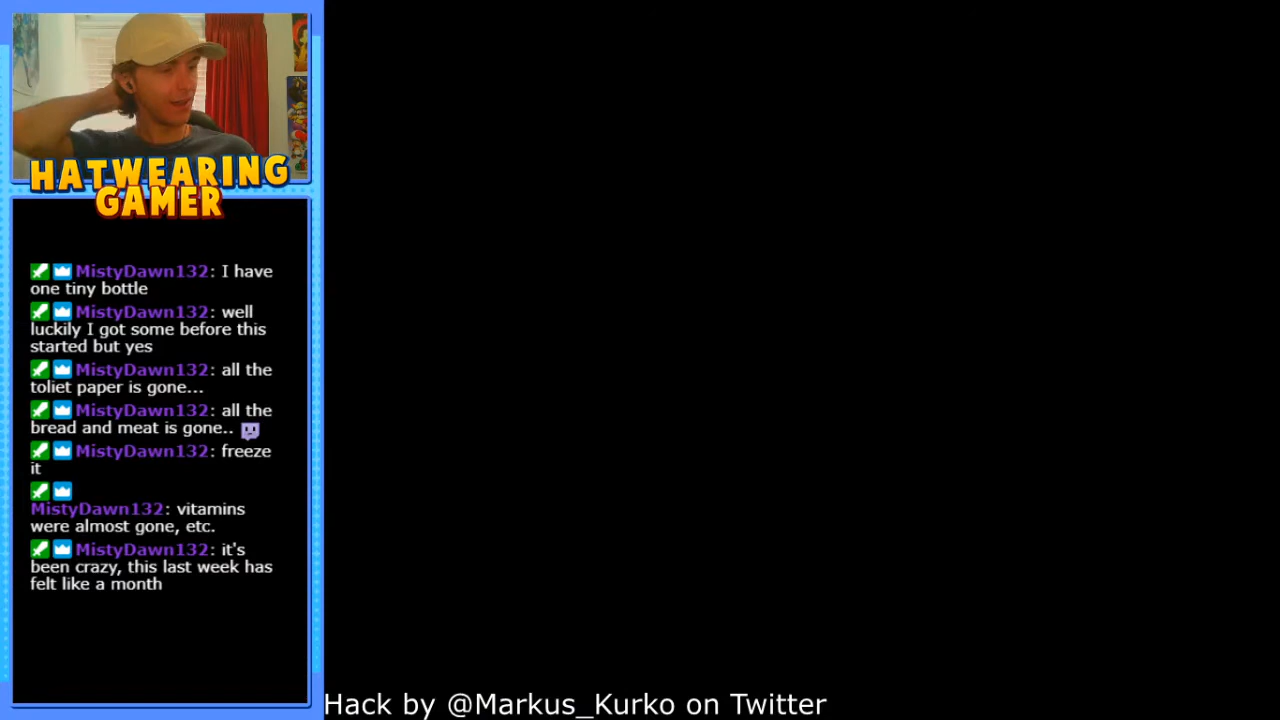 HATWEARING
GAMER
MistyDawn132: I have
one tiny bottle
MistyDawn132: well
luckily I got some before this
started but yes
MistyDawn132: all the
toliet paper is gone...
MistyDawn132: all the
bread and meat is gone..
MistyDawn132: freeze
it
MistyDawn132: vitamins
were almost gone, etc.
MistyDawn132: it's
been crazy, this last week has
felt like a month
Hack by @Markus_Kurko on Twitter